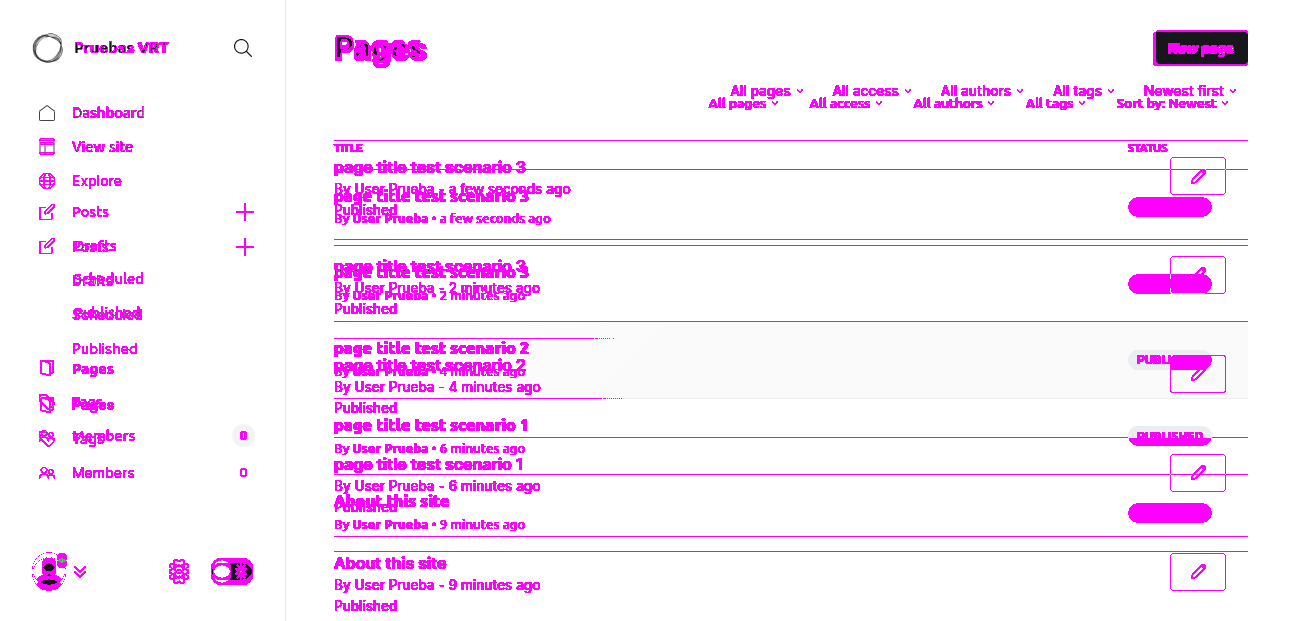 Pruebas VRT
Dashboard
View site
Explore
Posts
Drafts
Scheduled
Published
Published
Pages
Pages
Tags
Members 0
Members 0
Pages
New page
All pages All access All authors All tags Newest first
All pages All access All authors All tags Sort by: Newest
TITLE STATUS
page title test scenario 3
By User Prueba - a few seconds ago
page title test scenario 3
Published
By User Prueba • a few seconds ago
page title test scenario 3
page title test scenario 3
By User Prueba - 2 minutes ago
By User Prueba • 2 minutes ago
Published
page title test scenario 2
page title test scenario 2
By User Prueba • 4 minutes ago
By User Prueba - 4 minutes ago
Published
page title test scenario 1
PUBLISHED
By User Prueba • 6 minutes ago
page title test scenario 1
By User Prueba - 6 minutes ago
About this site
Published
By User Prueba • 9 minutes ago
About this site
By User Prueba - 9 minutes ago
Published